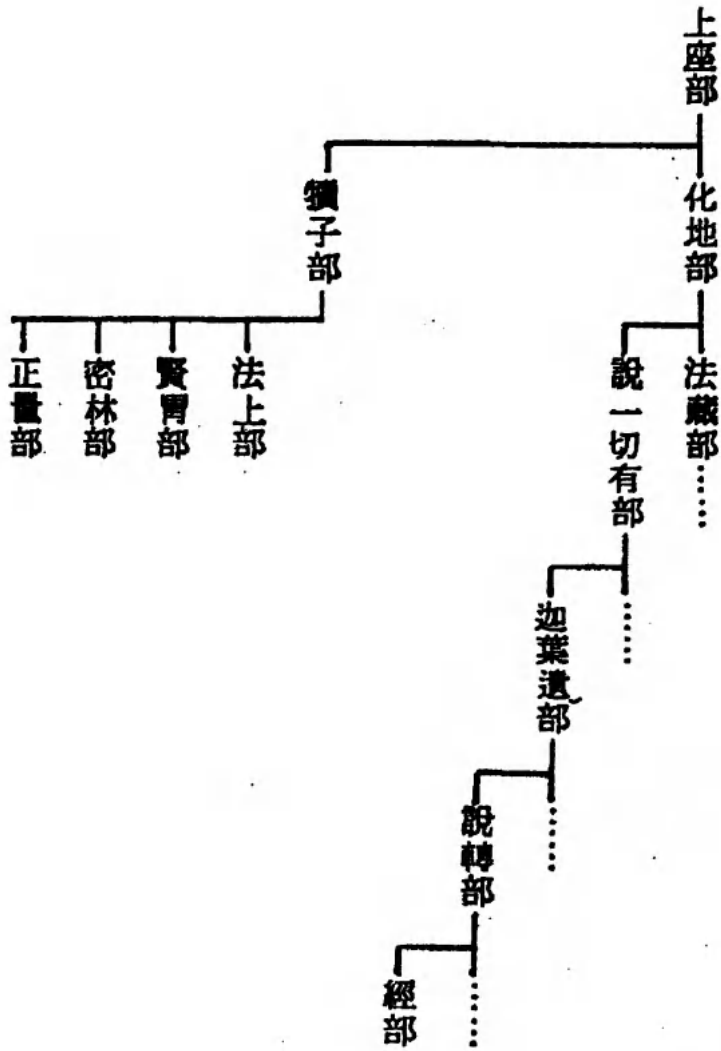 上座部
化地部
犢子部
法藏部……
說一切有部……
法上部
賢冑部
密林部
正量部
迦葉遺部……
說轉部……
經部